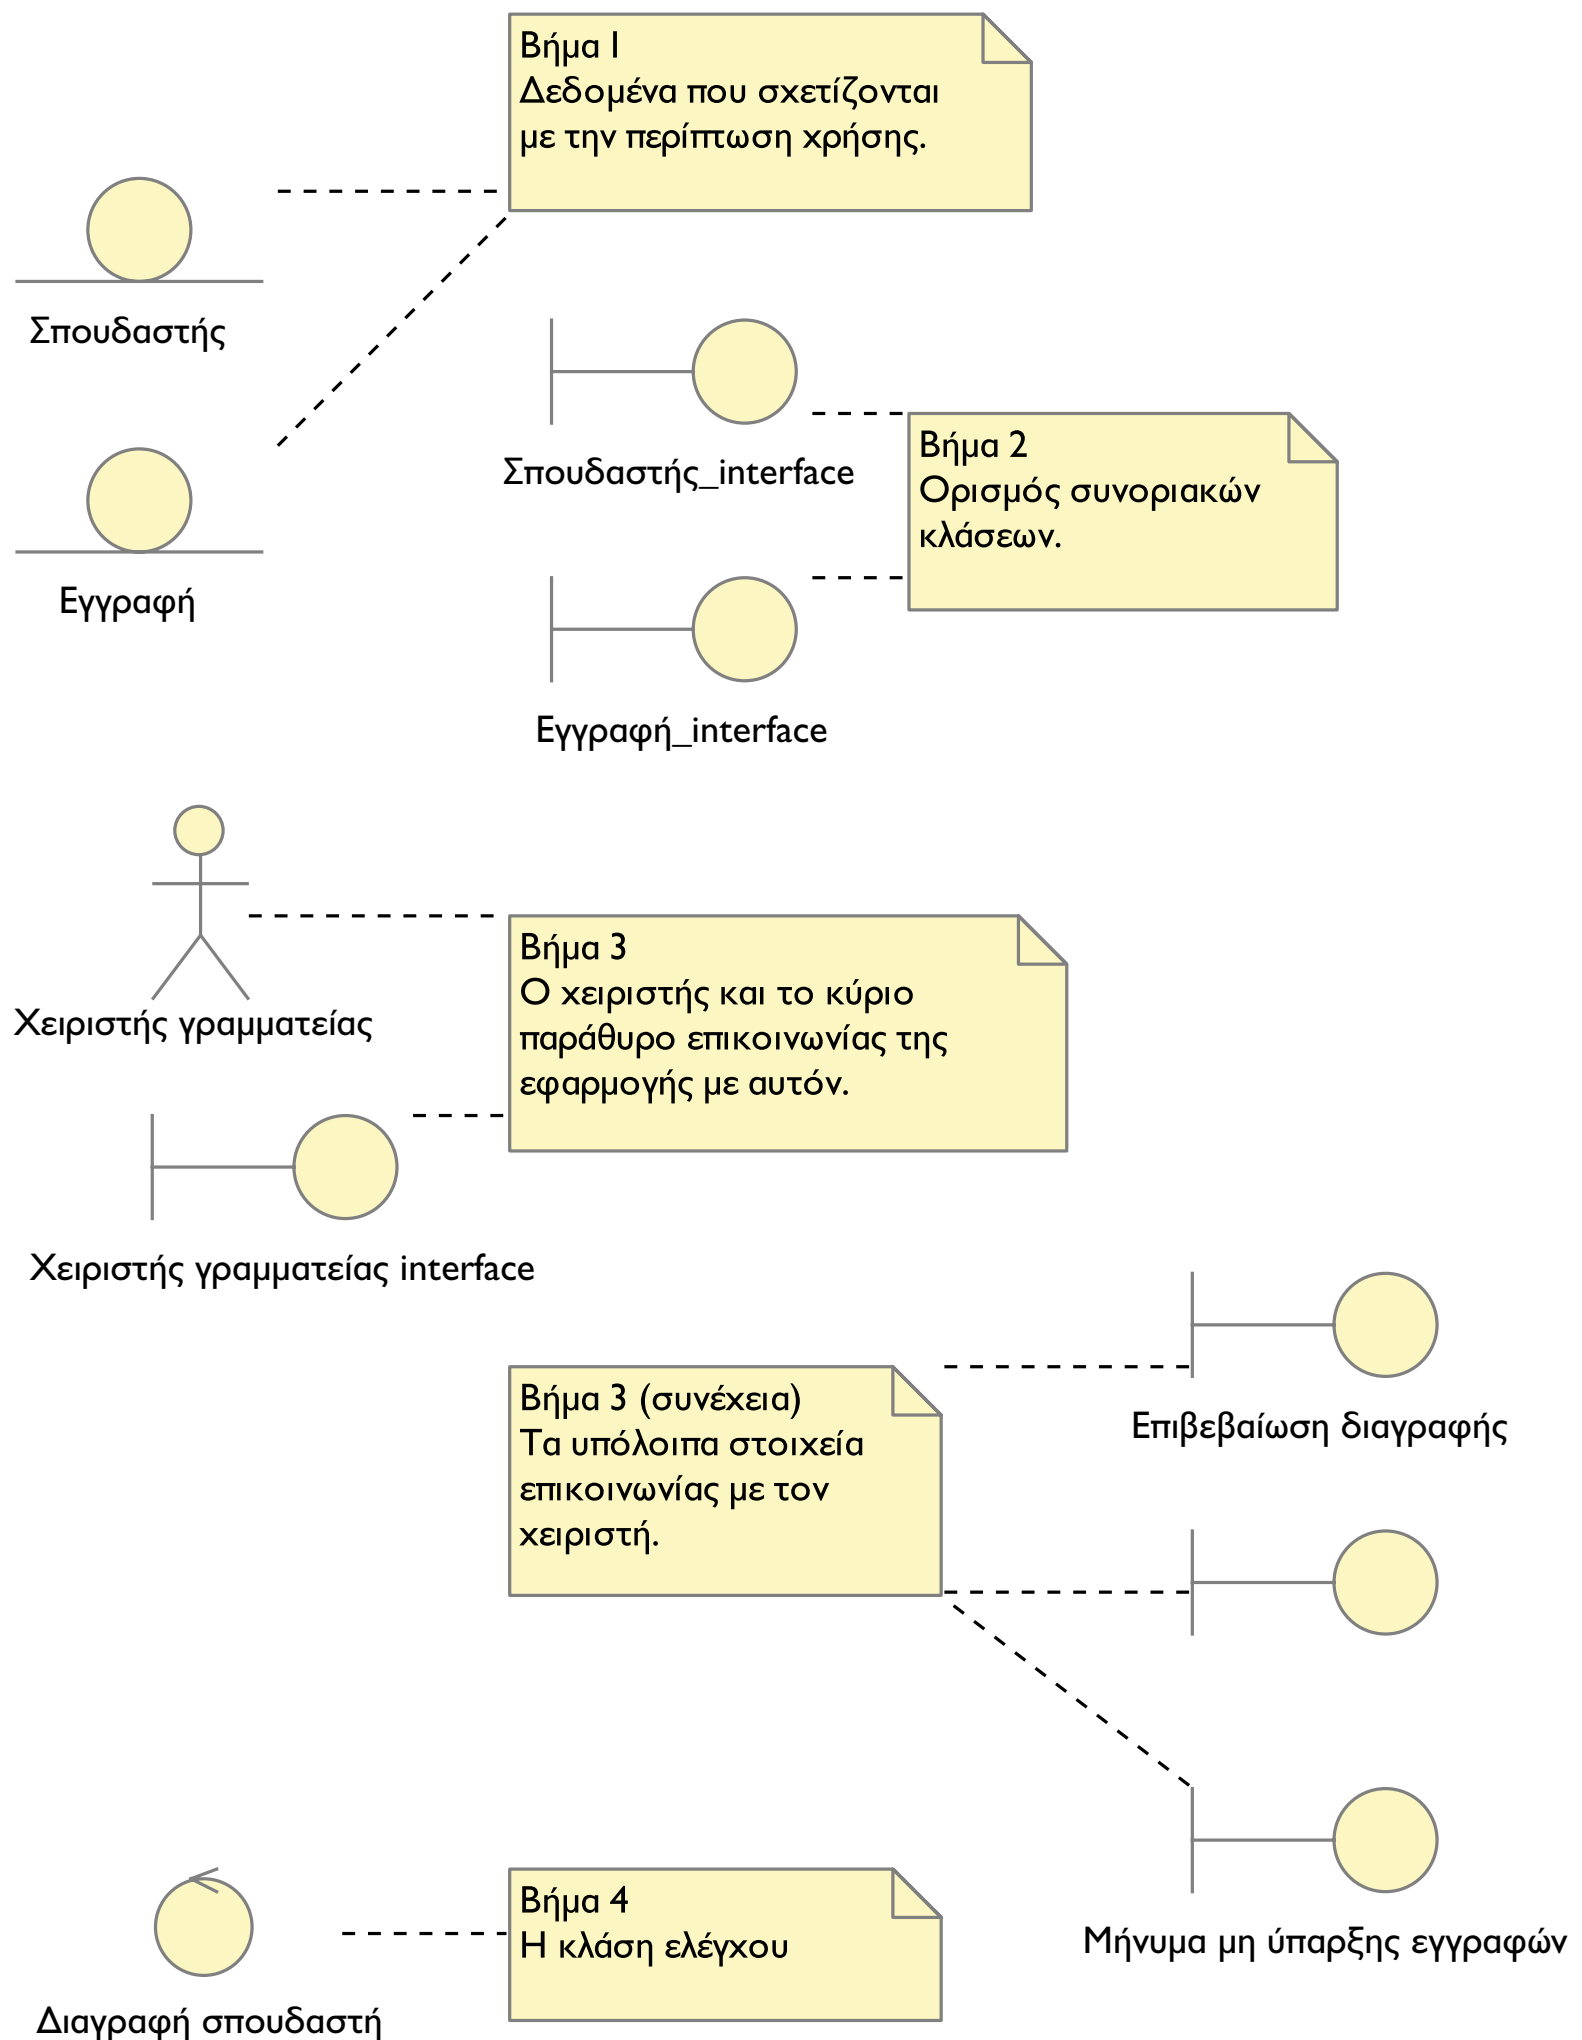 Βήμα 1
Δεδομένα που σχετίζονται
με την περίπτωση χρήσης.
Σπουδαστής
Σπουδαστής_interface
Βήμα 2
Ορισμός συνοριακών
κλάσεων.
Εγγραφή
Εγγραφή_interface
Βήμα 3
Ο χειριστής και το κύριο
παράθυρο επικοινωνίας της
εφαρμογής με αυτόν.
Χειριστής γραμματείας
Χειριστής γραμματείας interface
Βήμα 3 (συνέχεια)
Τα υπόλοιπα στοιχεία
επικοινωνίας με τον
χειριστή.
Επιβεβαίωση διαγραφής
Μήνυμα μη ύπαρξης εγγραφών
Βήμα 4
Η κλάση ελέγχου
Διαγραφή σπουδαστή